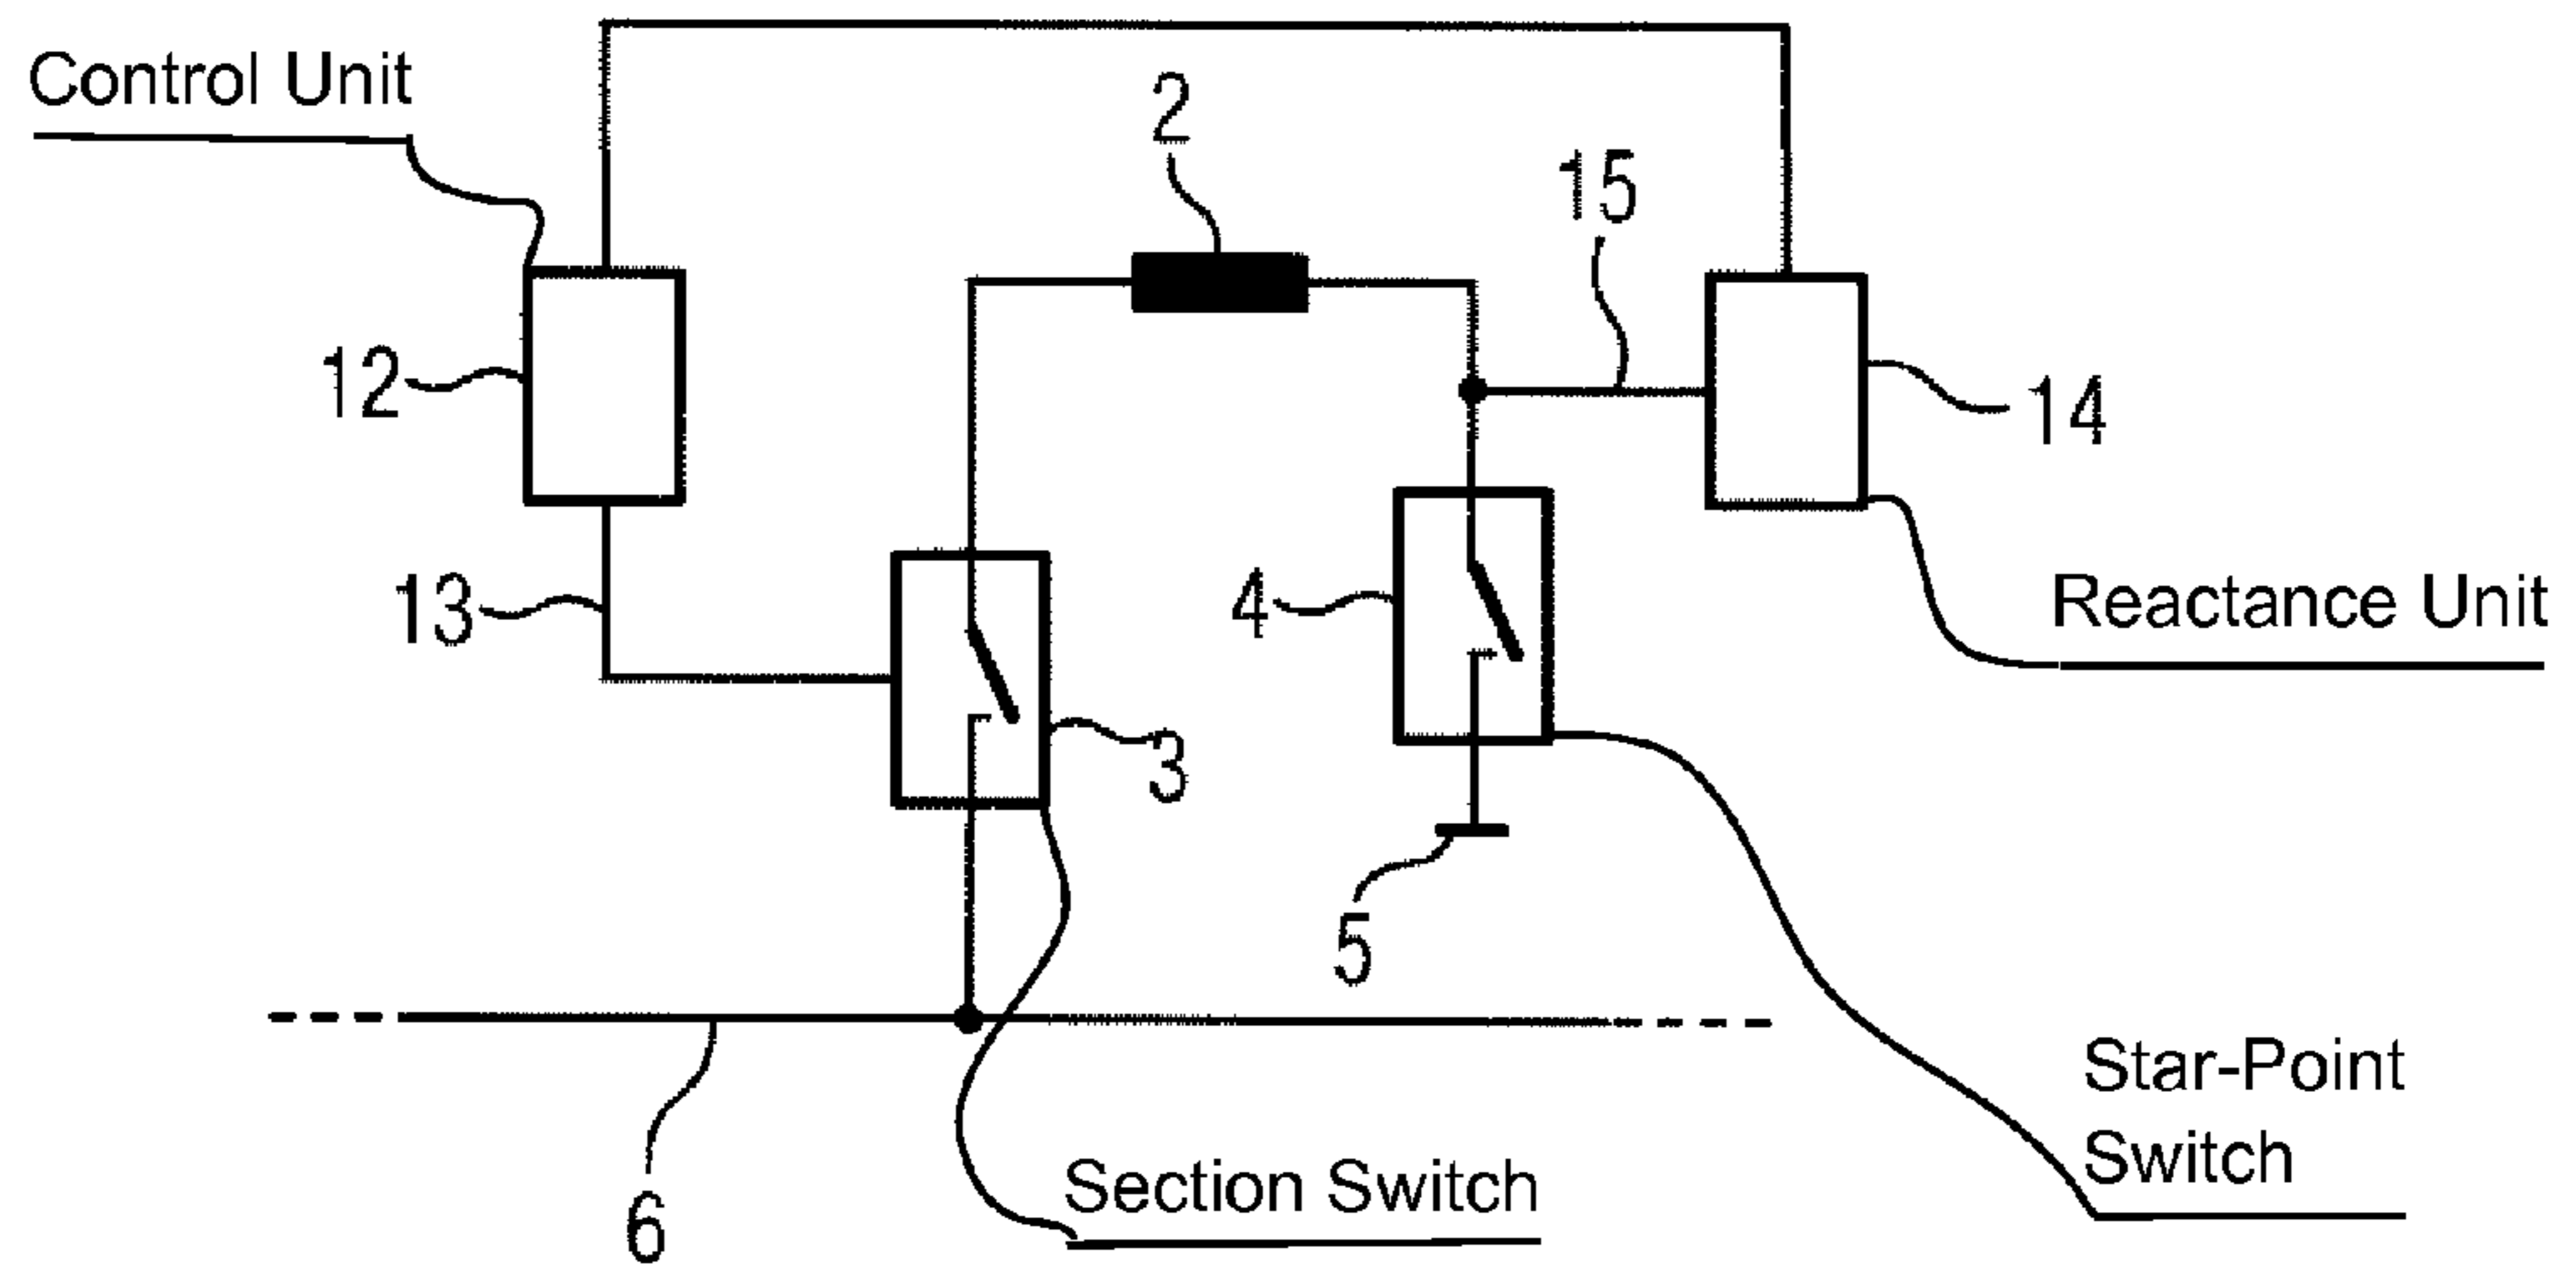 Control Unit
2
15
12
14
13
4
Reactance Unit
3
5
Star-Point
Switch
Section Switch
6